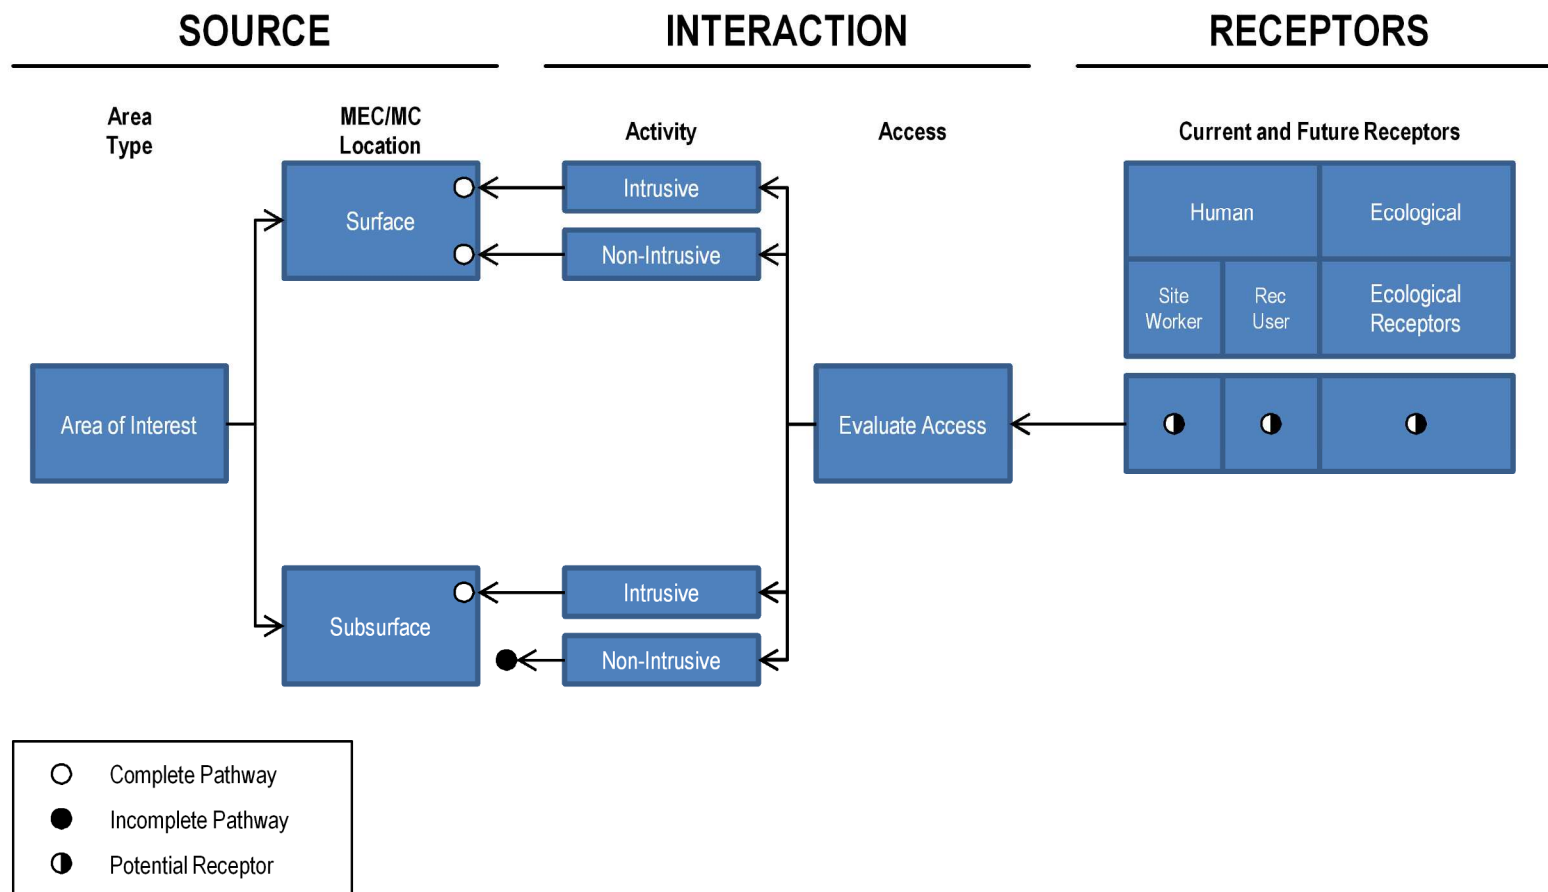 SOURCE
INTERACTION
RECEPTORS
Area
Type
MEC/MC
Location
Activity
Access
Current and Future Receptors
Surface
Intrusive
Non-Intrusive
Human
Ecological
Site
Worker
Rec
User
Ecological
Receptors
Area of Interest
Evaluate Access
Subsurface
Intrusive
Non-Intrusive
Complete Pathway
Incomplete Pathway
Potential Receptor